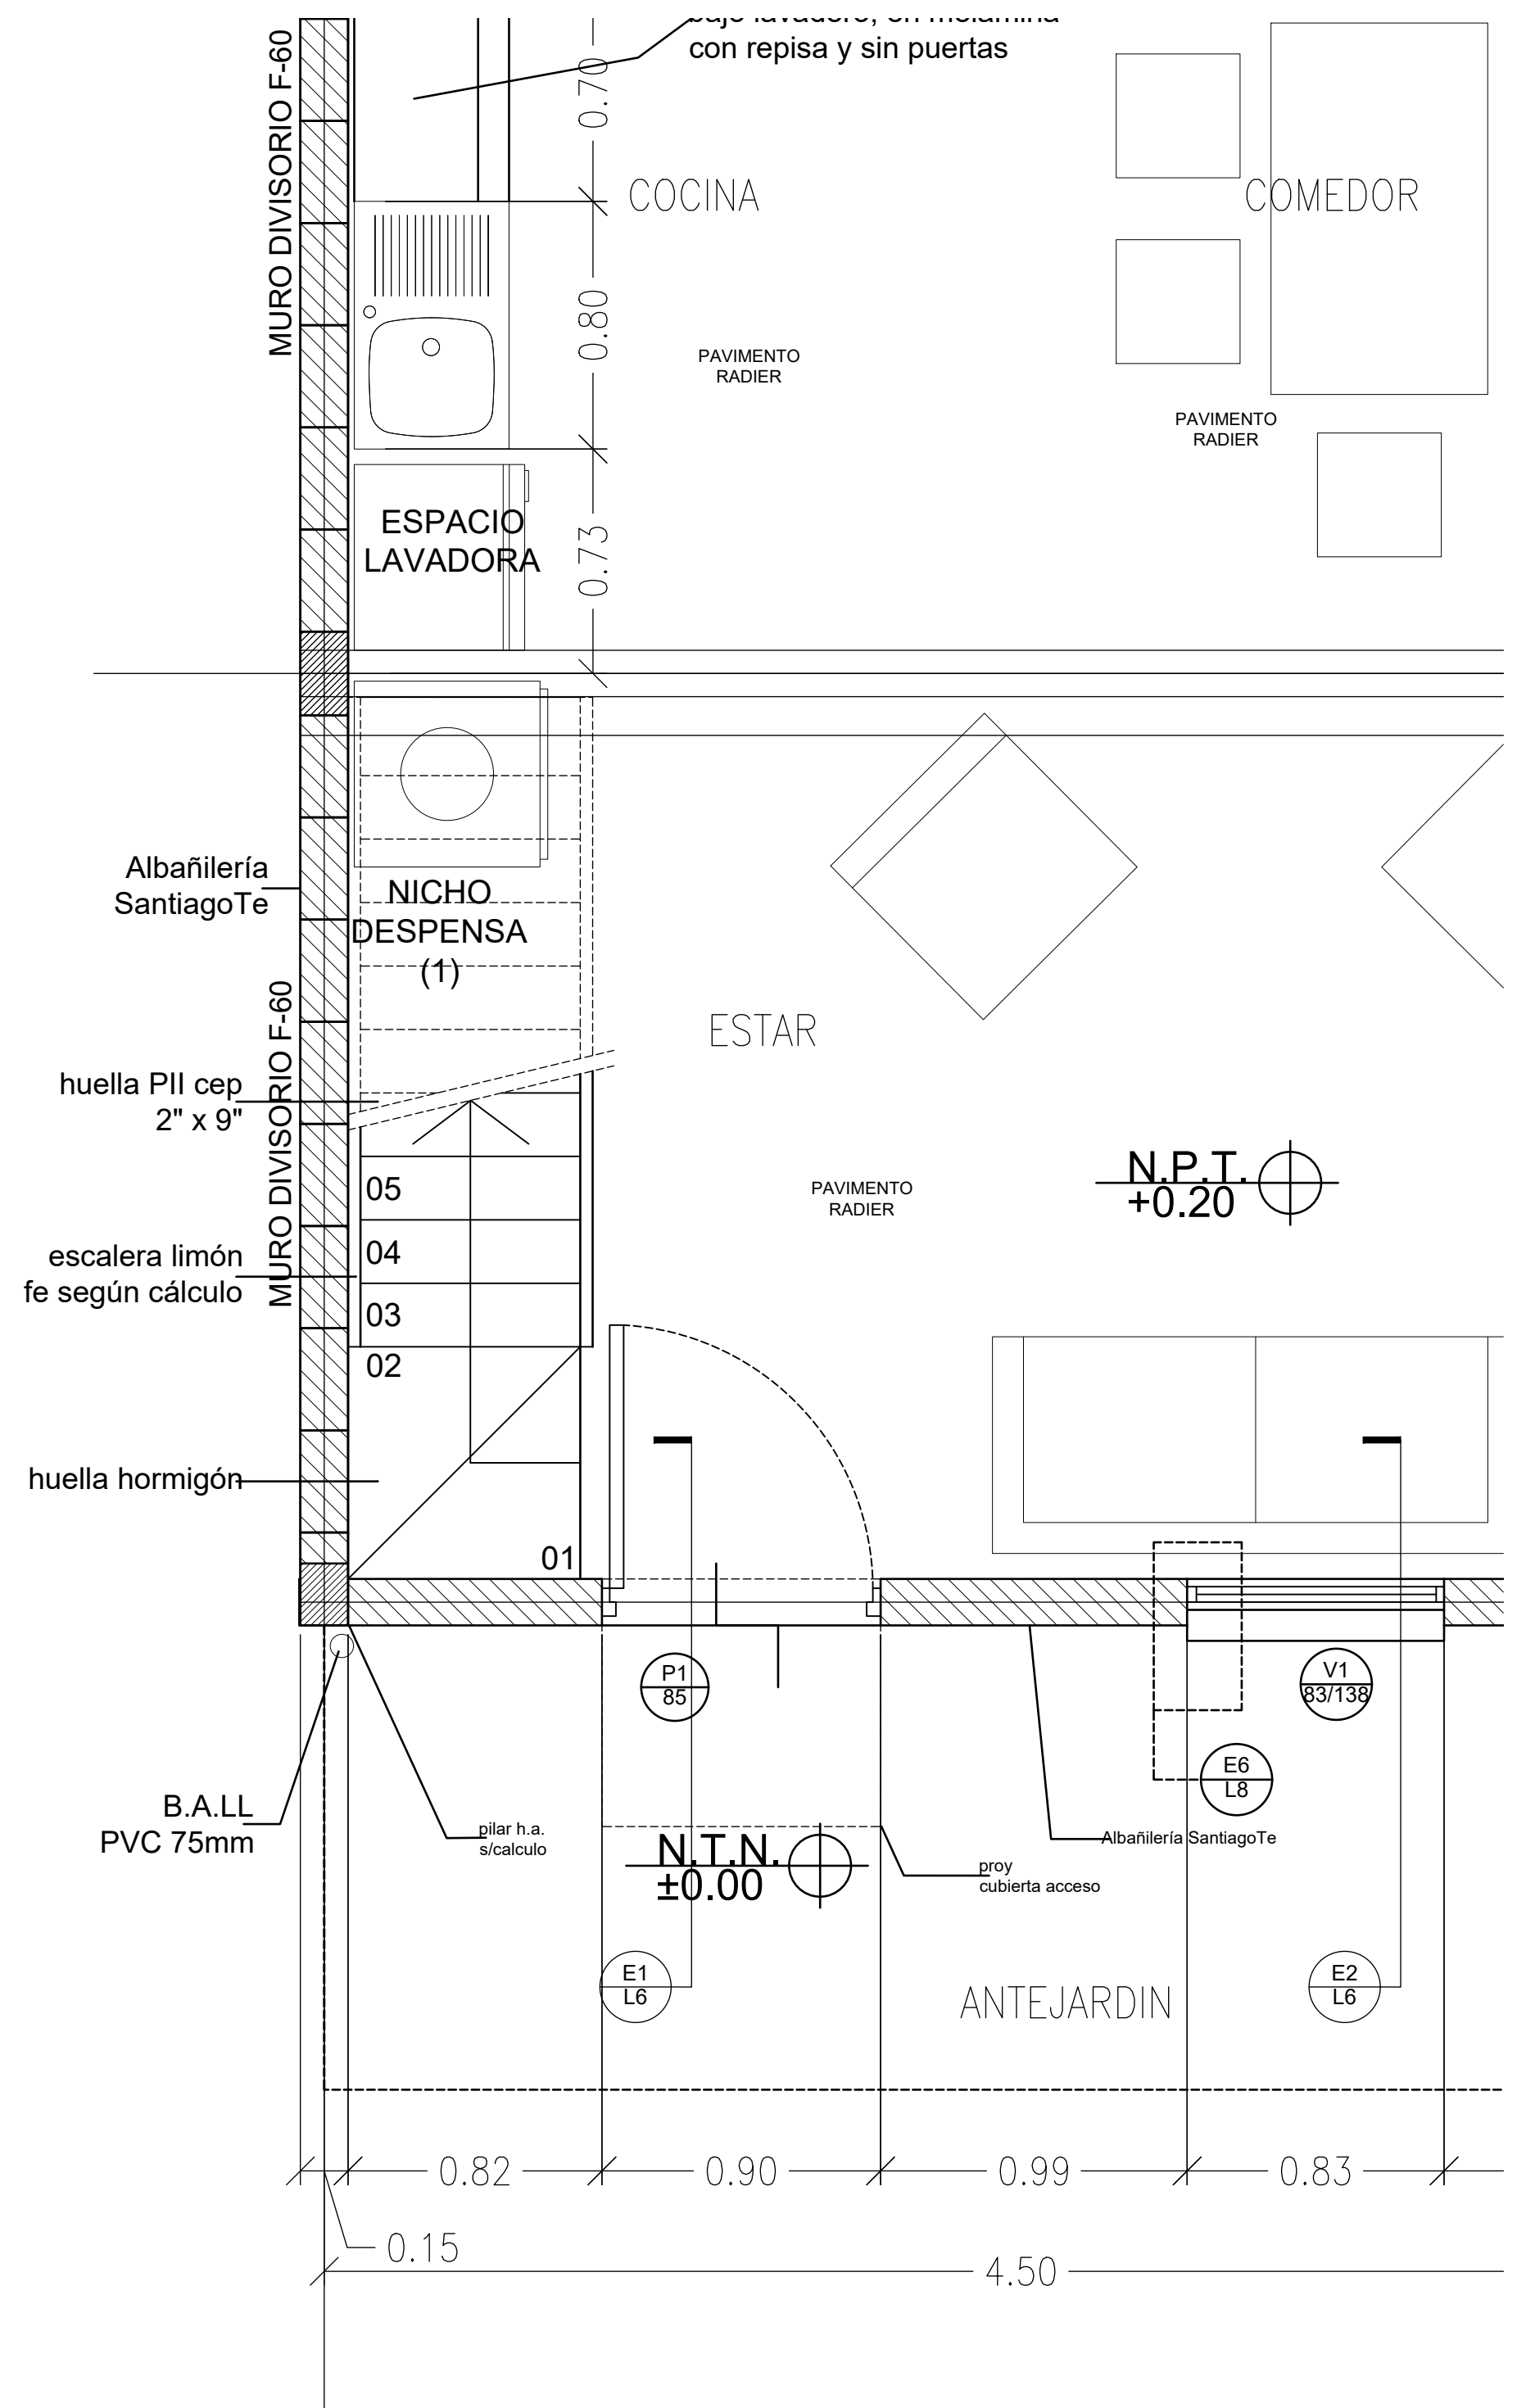 con repisa y sin puertas
MURO DIVISORIO F-60
0.70
COCINA
COMEDOR
0.80
PAVIMENTO
RADIER
PAVIMENTO
RADIER
ESPACIO
LAVADORA
0.73
Albañilería
SantiagoTe
NICHO
DESPENSA
(1)
MURO DIVISORIO F-60
ESTAR
huella PII cep
2" x 9"
05
04
03
02
01
PAVIMENTO
RADIER
N.P.T.
+0.20
escalera limón
fe según cálculo
huella hormigón
P1
85
V1
83/138
E6
L8
B.A.LL
PVC 75mm
pilar h.a.
s/calculo
N.T.N.
±0.00
Albañilería SantiagoTe
proy
cubierta acceso
E1
L6
ANTEJARDIN
E2
L6
0.82
0.90
0.99
0.83
0.15
4.50